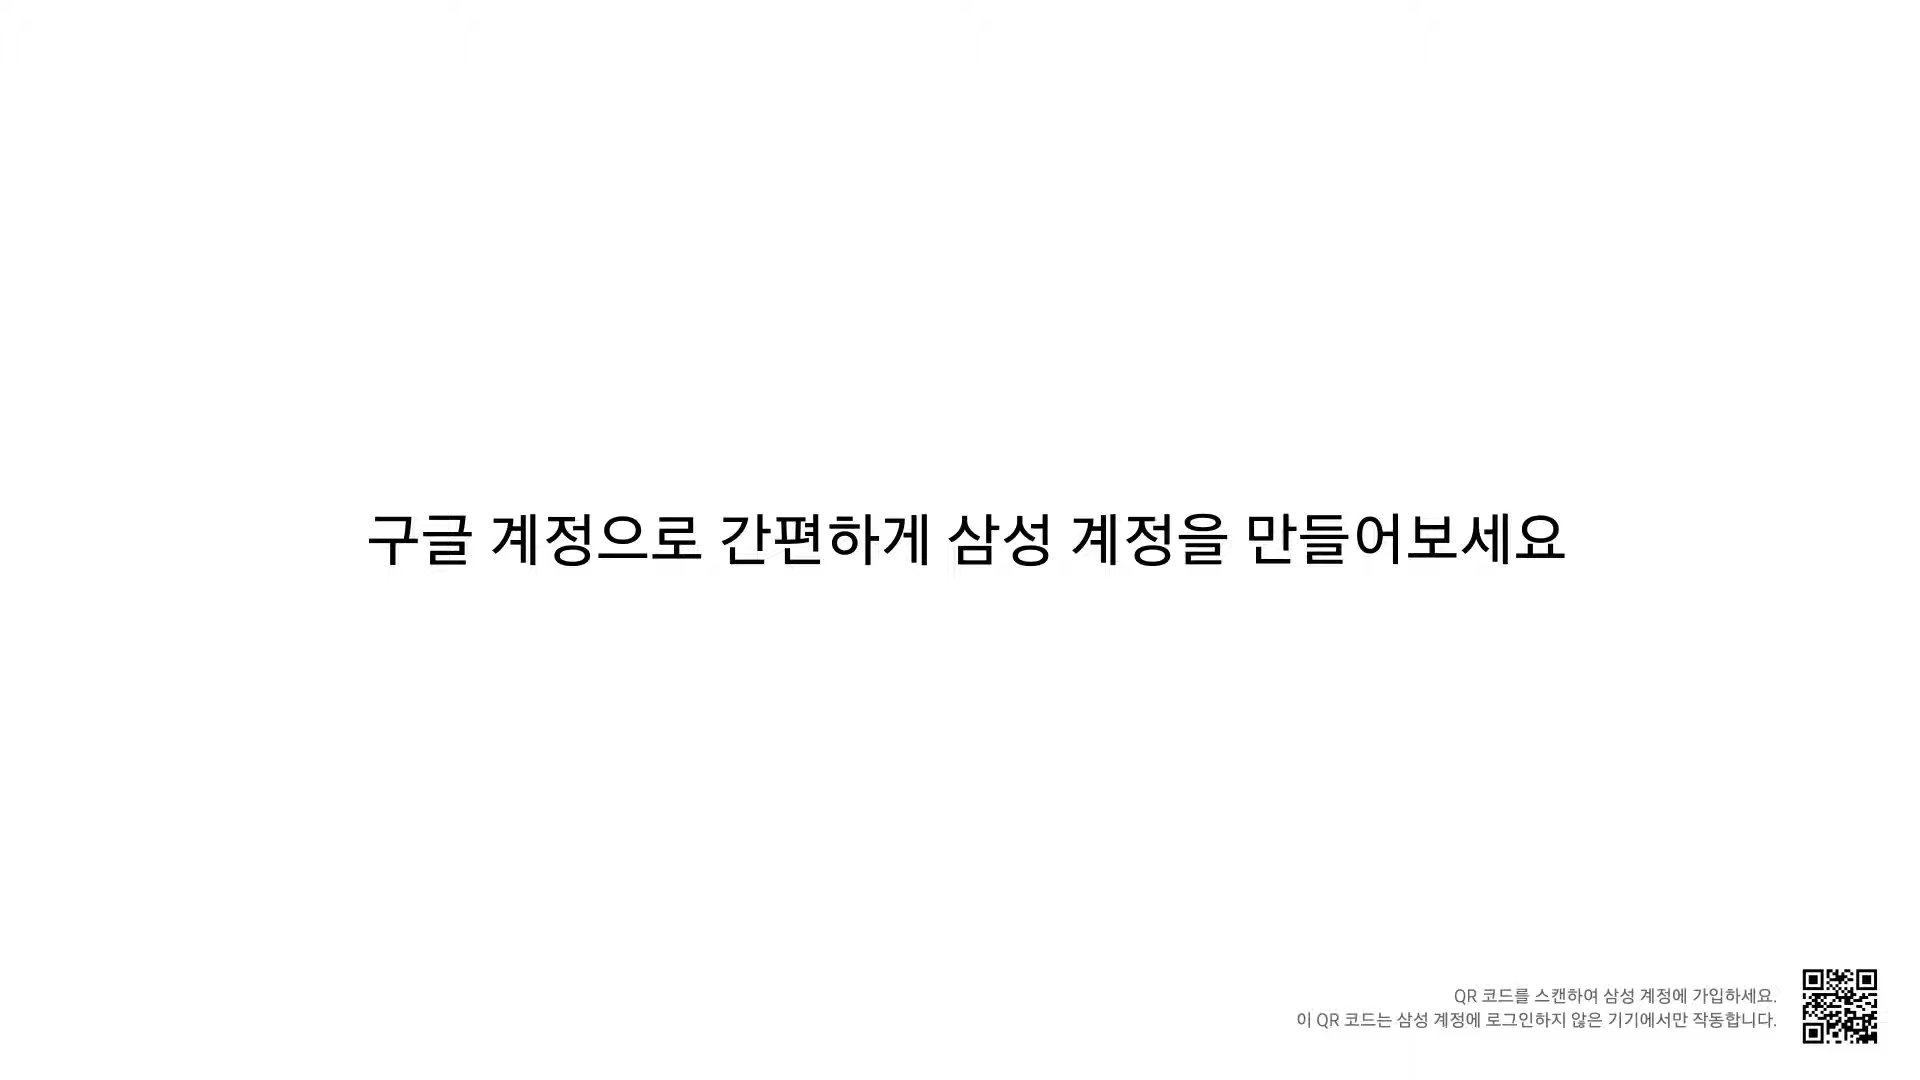 구글 계정으로 간편하게 삼성 계정을 만들어보세요
QR 코드를 스캔하여 삼성 계정에 가입하세요.
이 QR 코드는 삼성 계정에 로그인하지 않은 기기에서만 작동합니다.